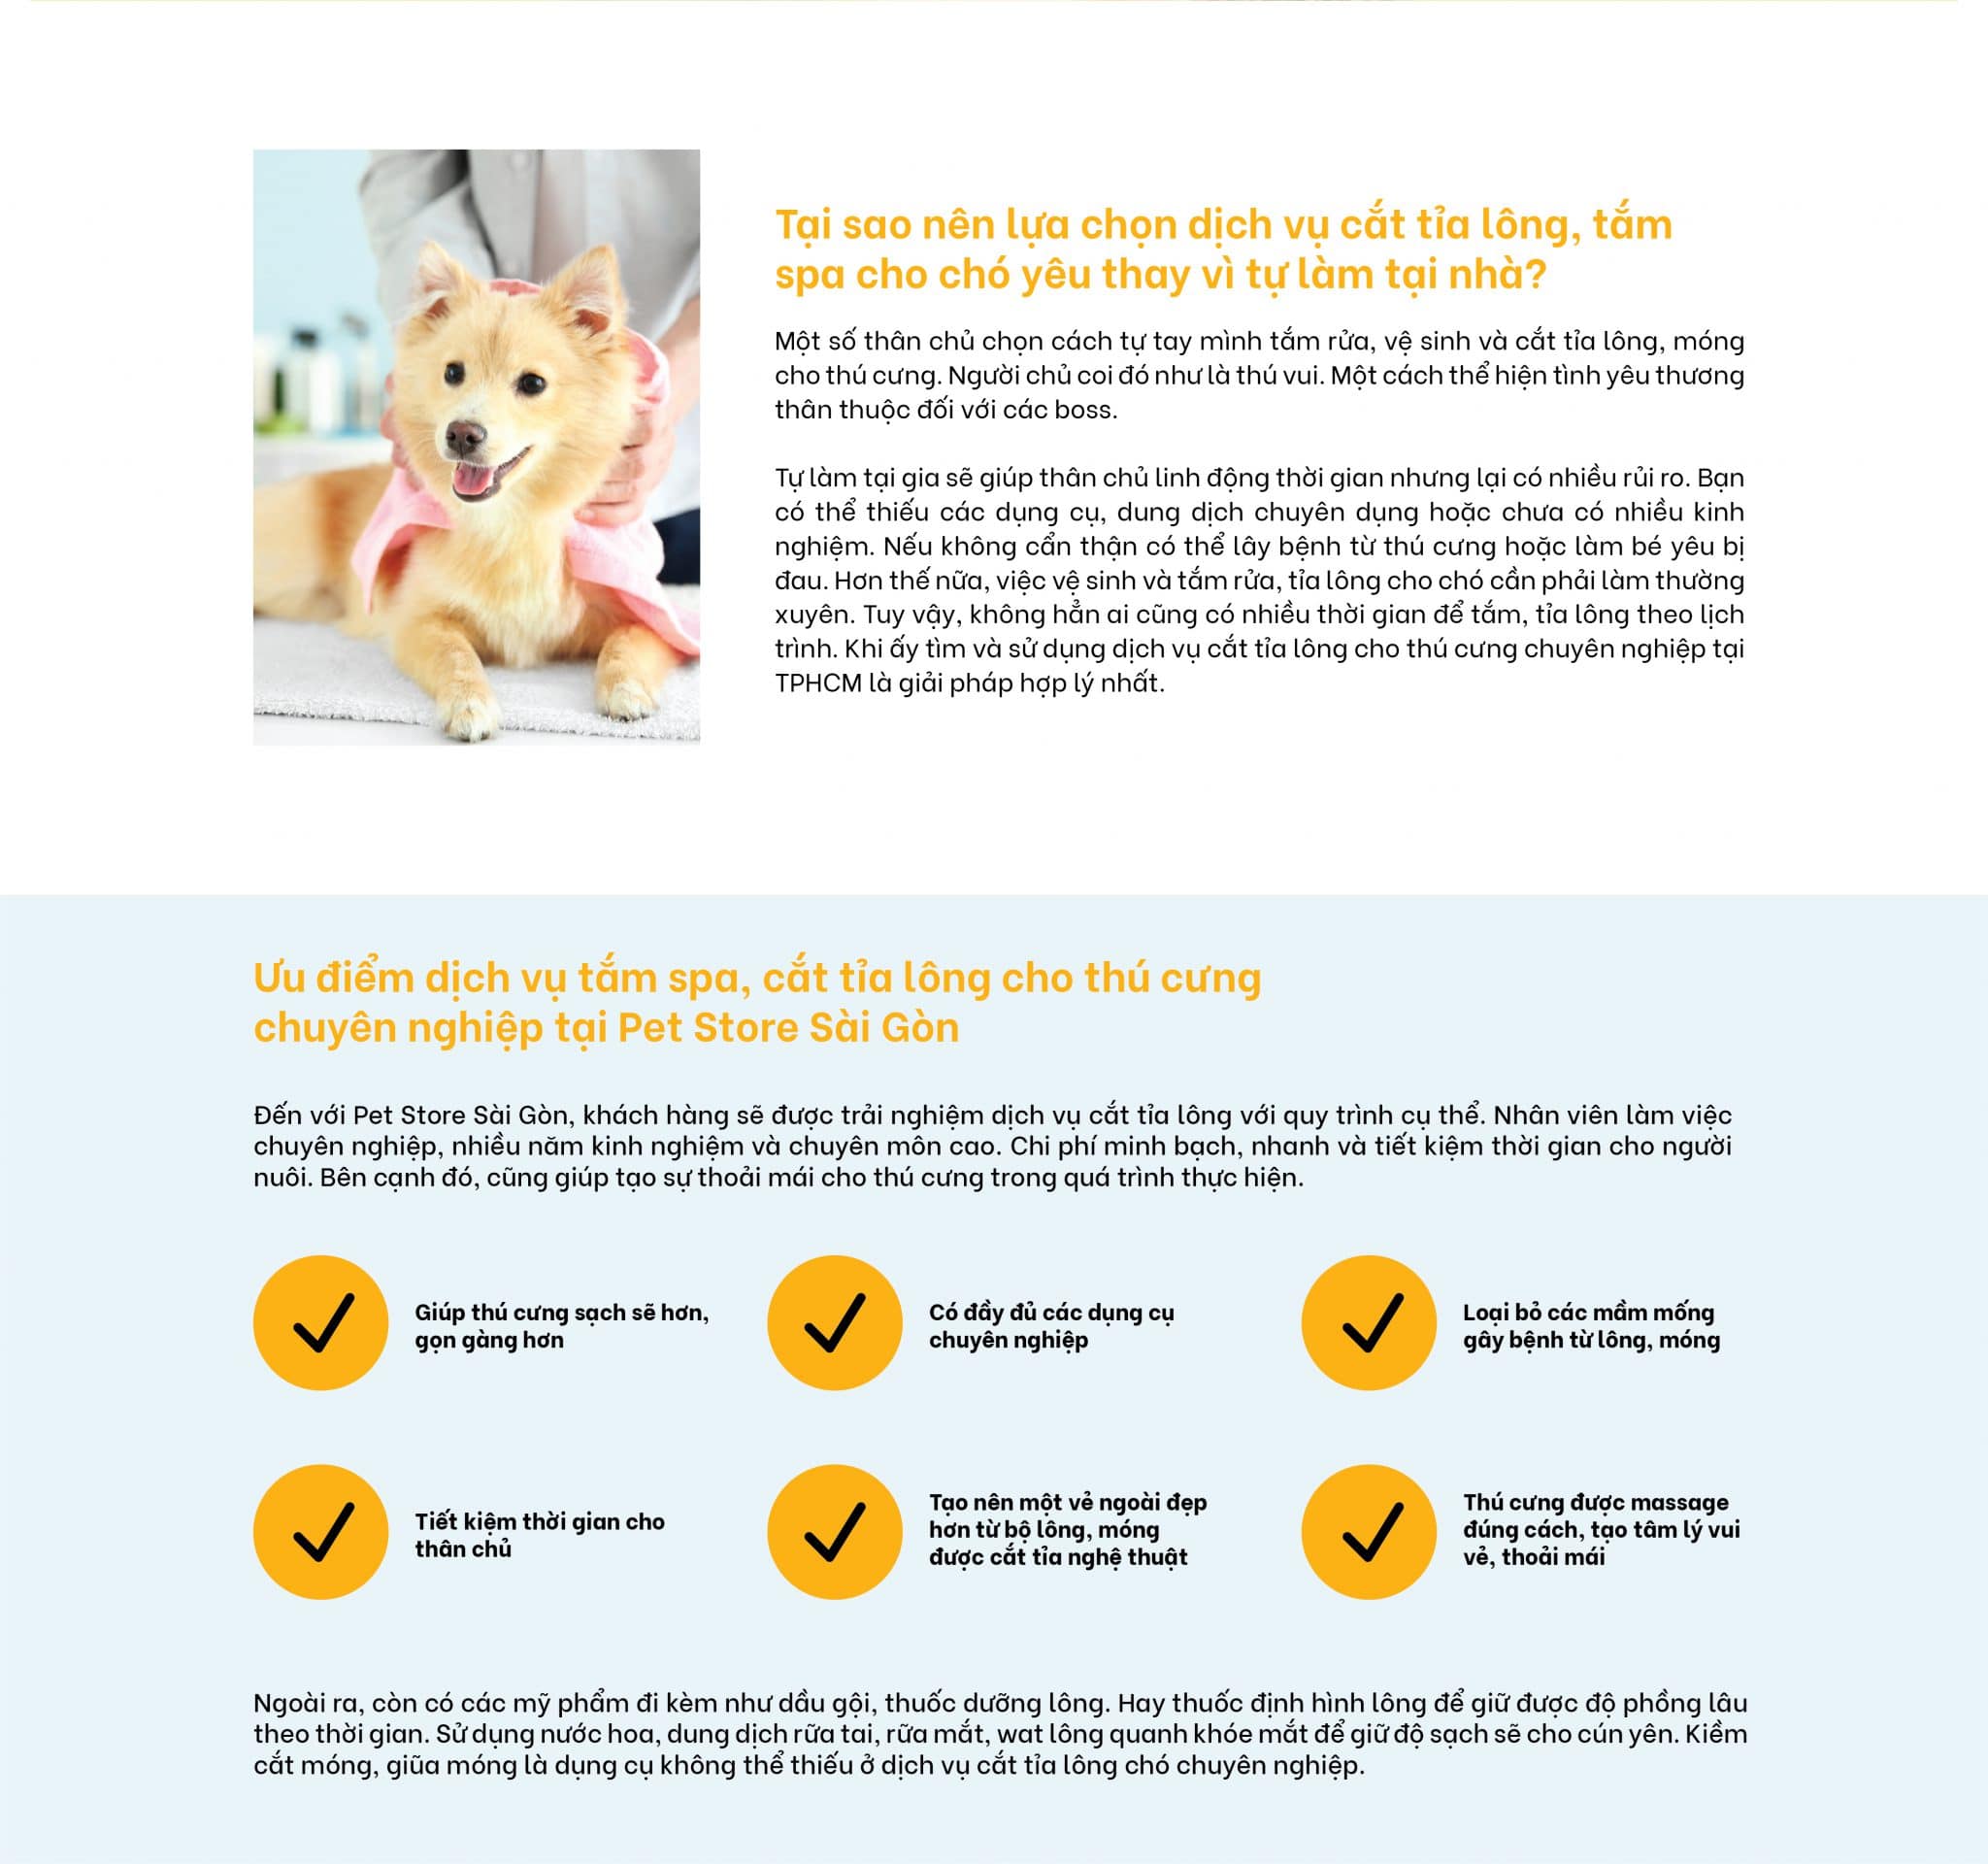 Tại sao nên lựa chọn dịch vụ cắt tỉa lông, tắm
spa cho chó yêu thay vì tự làm tại nhà?
Một số thân chủ chọn cách tự tay mình tắm rửa, vệ sinh và cắt tỉa lông, móng
cho thú cưng. Người chủ coi đó như là thú vui. Một cách thể hiện tình yêu thương
thân thuộc đối với các boss.
Tự làm tại gia sẽ giúp thân chủ linh động thời gian nhưng lại có nhiều rủi ro. Bạn
có thể thiếu các dụng cụ, dung dịch chuyên dụng hoặc chưa có nhiều kinh
nghiệm. Nếu không cẩn thận có thể lây bệnh từ thú cưng hoặc làm bé yêu bị
đau. Hơn thế nữa, việc vệ sinh và tắm rửa, tỉa lông cho chó cần phải làm thường
xuyên. Tuy vậy, không hẳn ai cũng có nhiều thời gian để tắm, tỉa lông theo lịch
trình. Khi ấy tìm và sử dụng dịch vụ cắt tỉa lông cho thú cưng chuyên nghiệp tại
TPHCM là giải pháp hợp lý nhất.
Ưu điểm dịch vụ tắm spa, cắt tỉa lông cho thú cưng
chuyên nghiệp tại Pet Store Sài Gòn
Đến với Pet Store Sài Gòn, khách hàng sẽ được trải nghiệm dịch vụ cắt tỉa lông với quy trình cụ thể. Nhân viên làm việc
chuyên nghiệp, nhiều năm kinh nghiệm và chuyên môn cao. Chi phí minh bạch, nhanh và tiết kiệm thời gian cho người
nuôi. Bên cạnh đó, cũng giúp tạo sự thoải mái cho thú cưng trong quá trình thực hiện.
Giúp thú cưng sạch sẽ hơn,
gọn gàng hơn
Có đầy đủ các dụng cụ
chuyên nghiệp
Loại bỏ các mầm mống
gây bệnh từ lông, móng
Tiết kiệm thời gian cho
thân chủ
Tạo nên một vẻ ngoài đẹp
hơn từ bộ lông, móng
được cắt tỉa nghệ thuật
Thú cưng được massage
đúng cách, tạo tâm lý vui
vẻ, thoải mái
Ngoài ra, còn có các mỹ phẩm đi kèm như dầu gội, thuốc dưỡng lông. Hay thuốc định hình lông để giữ được độ phồng lâu
theo thời gian. Sử dụng nước hoa, dung dịch rữa tai, rữa mắt, wat lông quanh khóe mắt để giữ độ sạch sẽ cho cún yên. Kiềm
cắt móng, giũa móng là dụng cụ không thể thiếu ở dịch vụ cắt tỉa lông chó chuyên nghiệp.